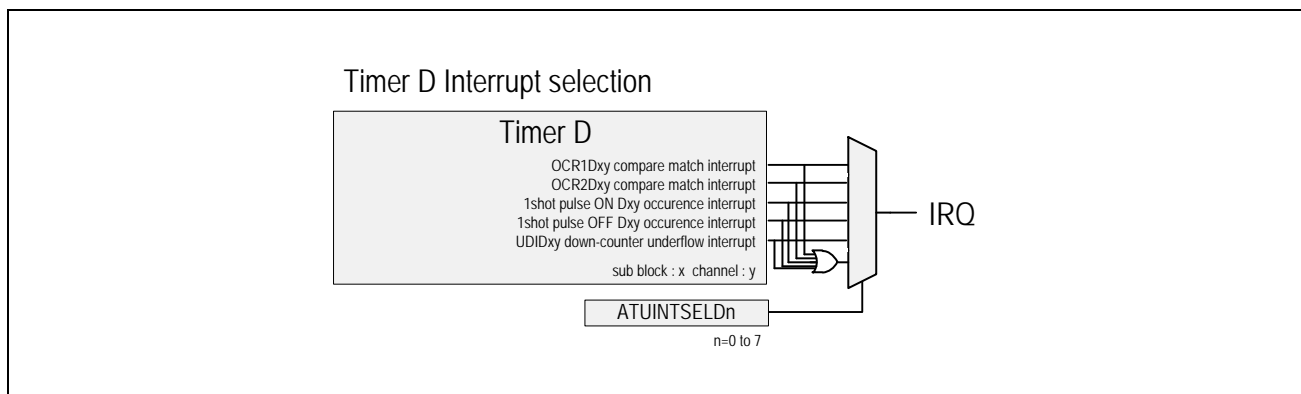 Timer D Interrupt selection
Timer D
OCR1Dxy compare match interrupt
OCR2Dxy compare match interrupt
1shot pulse ON Dxy occurence interrupt
1shot pulse OFF Dxy occurence interrupt
UDIDxy down-counter underflow interrupt
IRQ
sub block : x channel : y
ATUINTSELDn
n=0 to 7